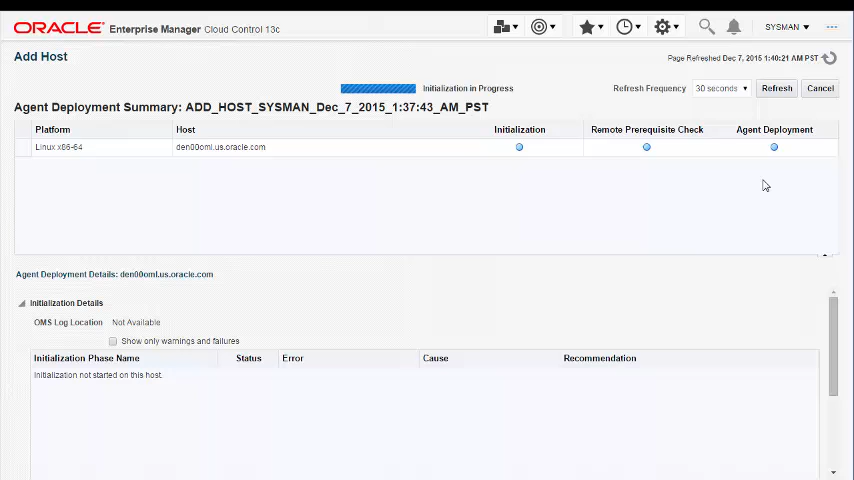 ORACLE Enterprise Manager Cloud Control 13c SYSMAN
Add Host Page Refreshed Dec 7, 2015 1:40:21 AM PST
Initialization in Progress Refresh Frequency 30 seconds Refresh Cancel
Agent Deployment Summary: ADD_HOST_SYSMAN_Dec_7_2015_1:37:43_AM_PST
Platform Host Initialization Remote Prerequisite Check Agent Deployment
Linux x86-64 den00oml.us.oracle.com
Agent Deployment Details: den00oml.us.oracle.com
Initialization Details
OMS Log Location Not Available
Show only warnings and failures
Initialization Phase Name Status Error Cause Recommendation
Initialization not started on this host.